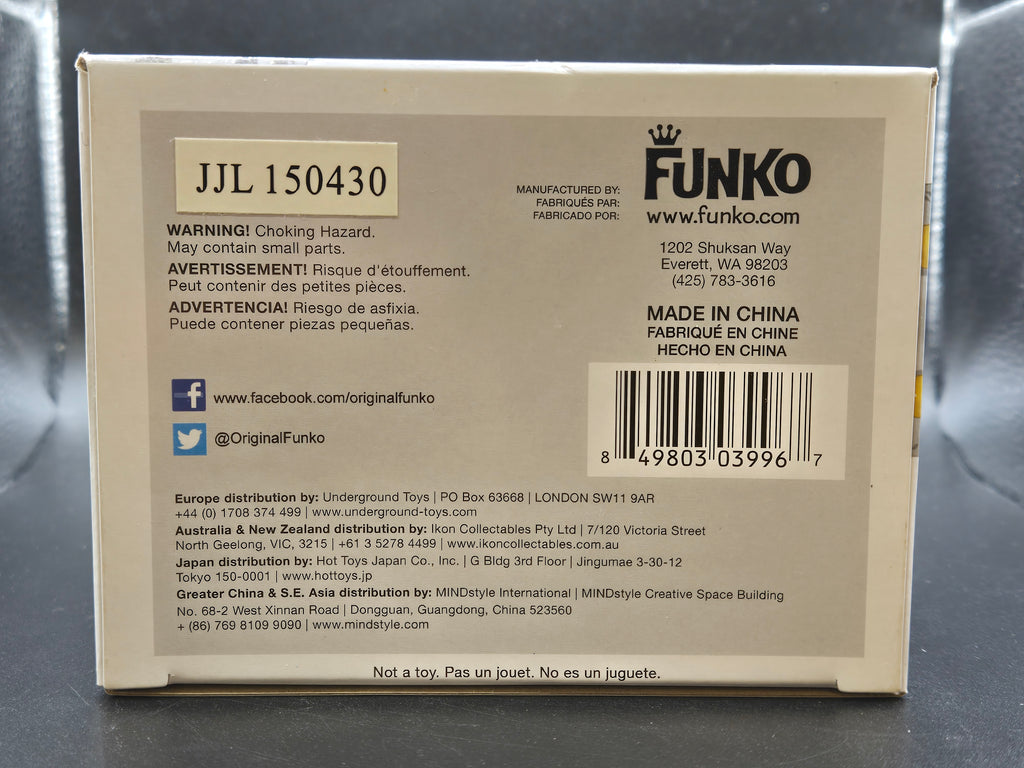 JJL 150430
WARNING! Choking Hazard.
May contain small parts.
AVERTISSEMENT! Risque d'étouffement.
Peut contenir des petites pièces.
ADVERTENCIA! Riesgo de asfixia.
Puede contener piezas pequeñas.
MANUFACTURED BY:
FABRIQUÉS PAR:
FABRICADO POR:
FUNKO
www.funko.com
1202 Shuksan Way
Everett, WA 98203
(425) 783-3616
MADE IN CHINA
FABRIQUÉ EN CHINE
HECHO EN CHINA
f www.facebook.com/originalfunko
@OriginalFunko
8 49803 03996 7
Europe distribution by: Underground Toys | PO Box 63668 | LONDON SW11 9AR
+44 (0) 1708 374 499 | www.underground-toys.com
Australia & New Zealand distribution by: Ikon Collectables Pty Ltd | 7/120 Victoria Street
North Geelong, VIC, 3215 | +61 3 5278 4499 | www.ikoncollectables.com.au
Japan distribution by: Hot Toys Japan Co., Inc. | G Bldg 3rd Floor | Jingumae 3-30-12
Tokyo 150-0001 | www.hottoys.jp
Greater China & S.E. Asia distribution by: MINDstyle International | MINDstyle Creative Space Building
No. 68-2 West Xinnan Road | Dongguan, Guangdong, China 523560
+ (86) 769 8109 9090 | www.mindstyle.com
Not a toy. Pas un jouet. No es un juguete.